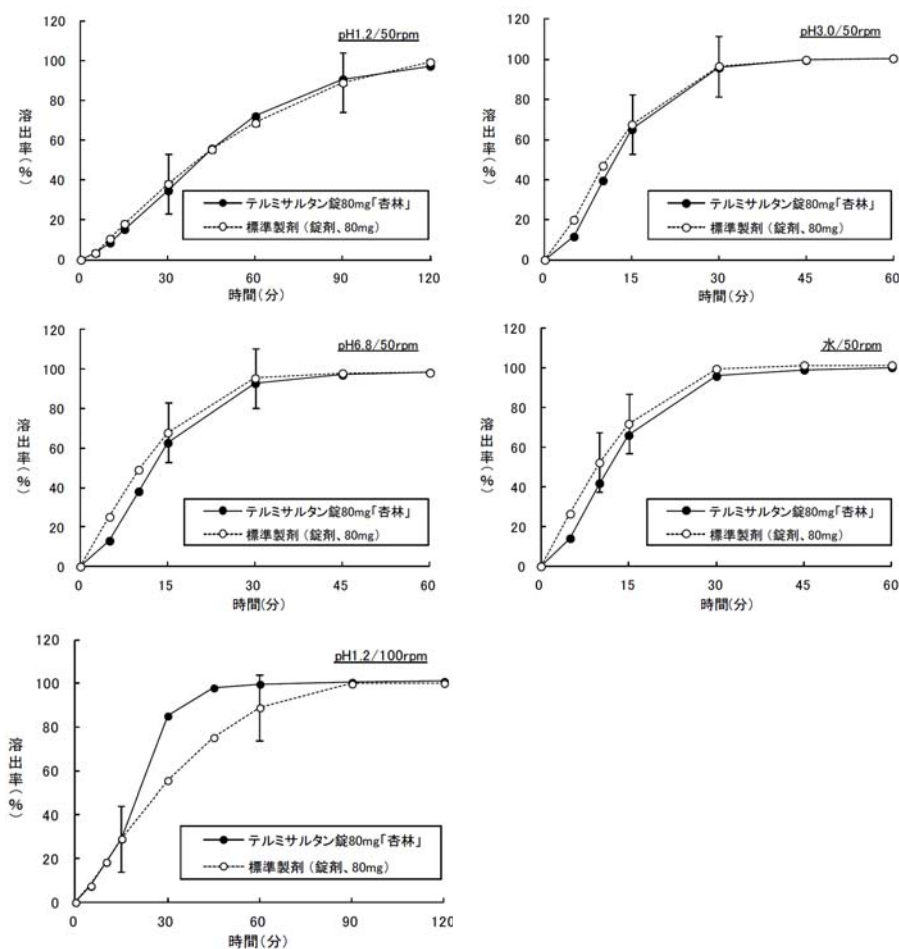 pH1.2/50rpm
120
100
80
60
40
20
0
溶出率(%)
テルミサルタン錠80mg「杏林」
標準製剤(錠剤、80mg)
0 30 60 90 120
時間(分)
pH3.0/50rpm
120
100
80
60
40
20
0
溶出率(%)
テルミサルタン錠80mg「杏林」
標準製剤(錠剤、80mg)
0 15 30 45 60
時間(分)
pH6.8/50rpm
120
100
80
60
40
20
0
溶出率(%)
テルミサルタン錠80mg「杏林」
標準製剤(錠剤、80mg)
0 15 30 45 60
時間(分)
水/50rpm
120
100
80
60
40
20
0
溶出率(%)
テルミサルタン錠80mg「杏林」
標準製剤(錠剤、80mg)
0 15 30 45 60
時間(分)
pH1.2/100rpm
120
100
80
60
40
20
0
溶出率(%)
テルミサルタン錠80mg「杏林」
標準製剤(錠剤、80mg)
0 30 60 90 120
時間(分)